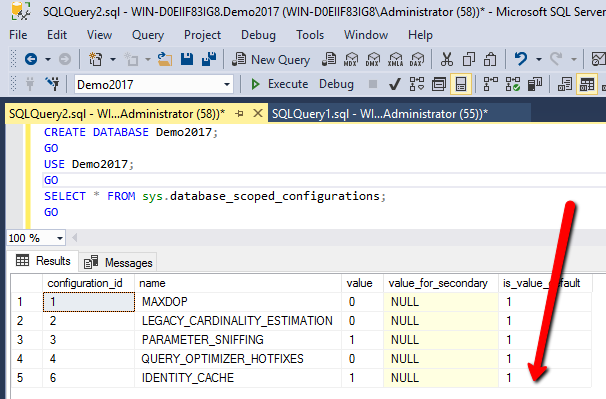 SQLQuery2.sql - WIN-D0EIIF83IG8.Demo2017 (WIN-D0EIIF83IG8\Administrator (58))* - Microsoft SQL Server
File Edit View Query Project Debug Tools Window Help
New Query MDX DMX XMLA DAX
Demo2017 Execute Debug
SQLQuery2.sql - WI...Administrator (58))* SQLQuery1.sql - WI...Administrator (55))*
CREATE DATABASE Demo2017;
GO
USE Demo2017;
GO
SELECT * FROM sys.database_scoped_configurations;
GO
100 %
Results Messages
configuration_id name value value_for_secondary is_value_default
1 1 MAXDOP 0 NULL 1
2 2 LEGACY_CARDINALITY_ESTIMATION 0 NULL 1
3 3 PARAMETER_SNIFFING 1 NULL 1
4 4 QUERY_OPTIMIZER_HOTFIXES 0 NULL 1
5 6 IDENTITY_CACHE 1 NULL 1